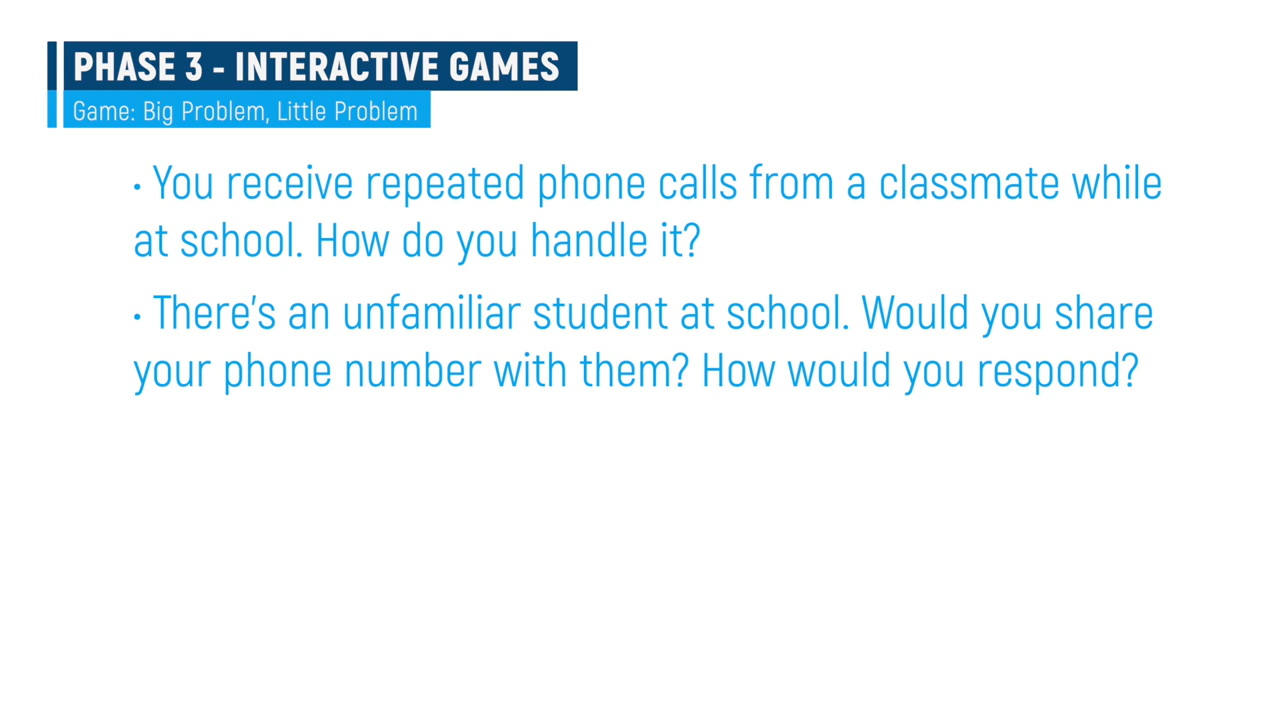 PHASE 3 - INTERACTIVE GAMES
Game: Big Problem, Little Problem
• You receive repeated phone calls from a classmate while
at school. How do you handle it?
• There's an unfamiliar student at school. Would you share
your phone number with them? How would you respond?